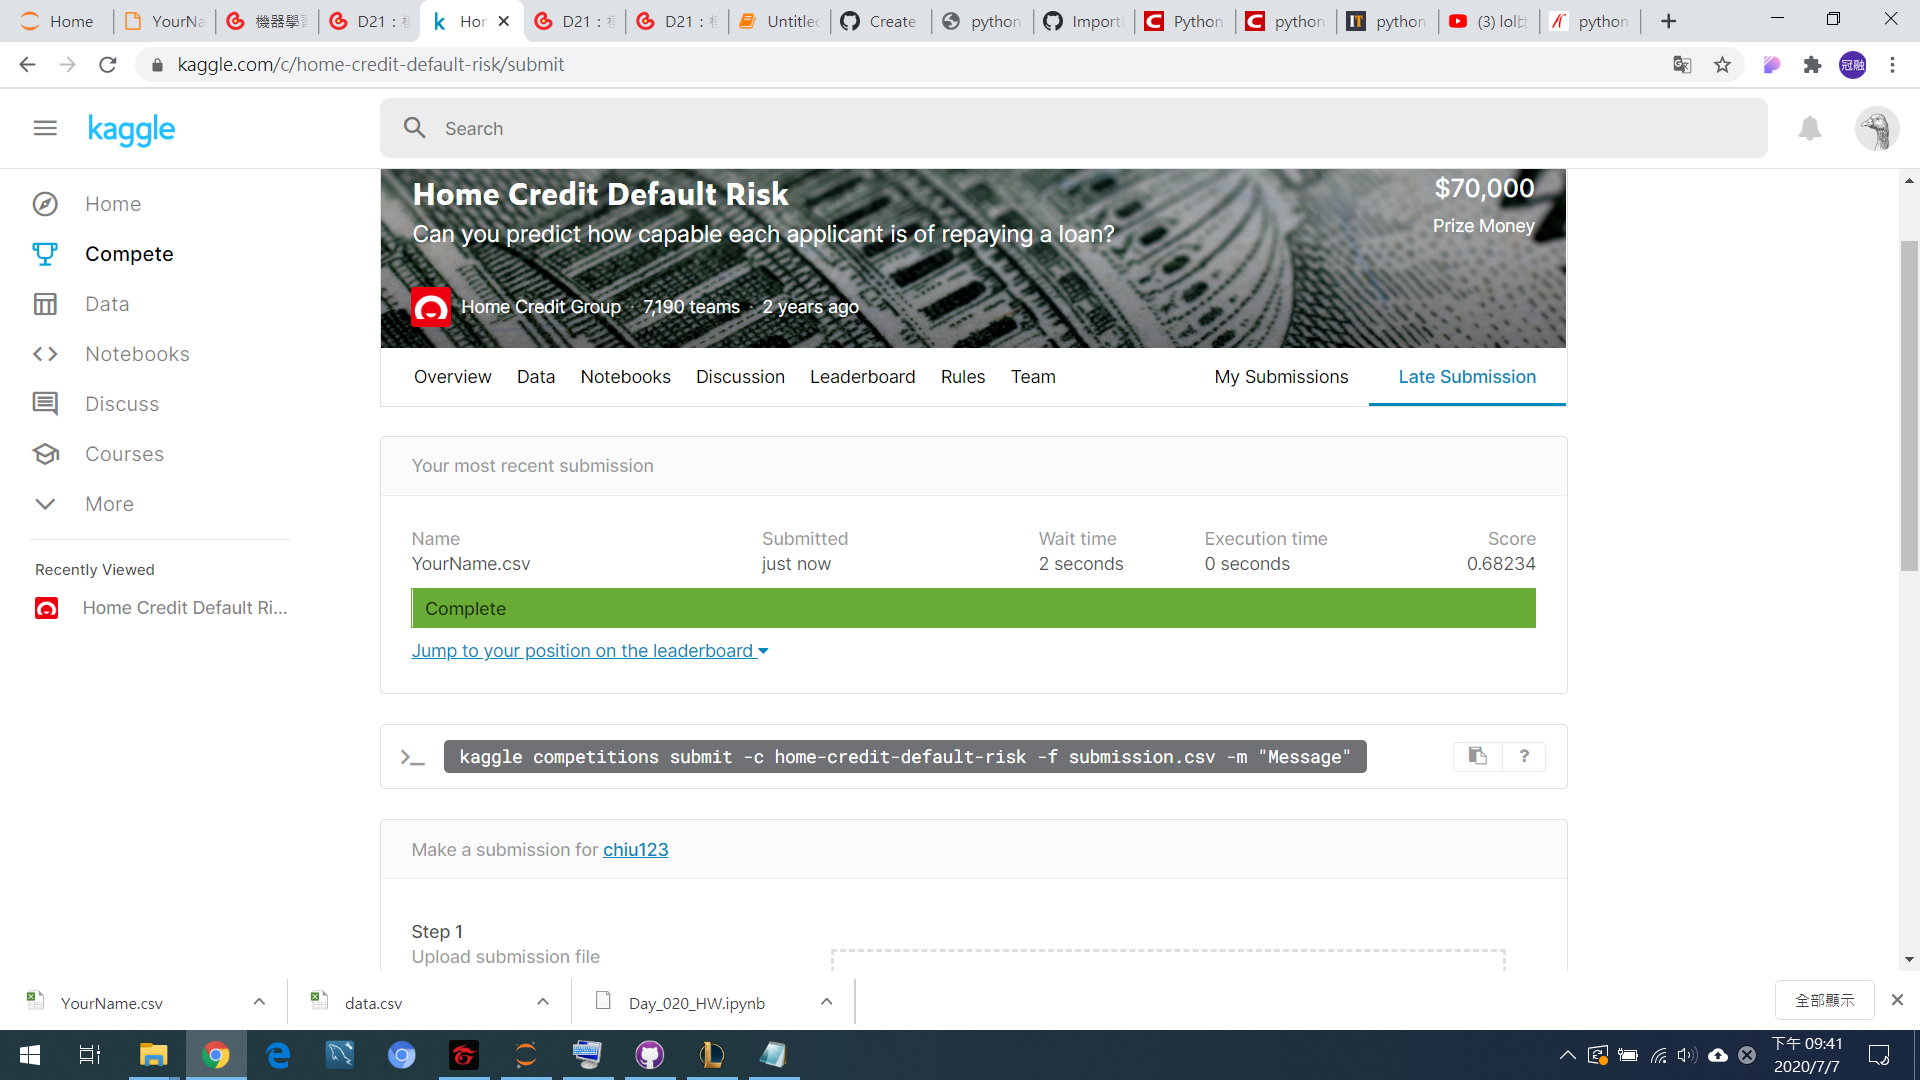 Home
YourNa
機器學習
D21：
Hor
D21：
D21：
Untitled
Create
python
Import
Python
python
python
(3) lol
python
kaggle.com/c/home-credit-default-risk/submit
冠融
kaggle
Search
Home
Compete
Data
Notebooks
Discuss
Courses
More
Recently Viewed
Home Credit Default Ri...
Home Credit Default Risk
Can you predict how capable each applicant is of repaying a loan?
$70,000
Prize Money
Home Credit Group · 7,190 teams · 2 years ago
Overview Data Notebooks Discussion Leaderboard Rules Team My Submissions Late Submission
Your most recent submission
Name Submitted Wait time Execution time Score
YourName.csv just now 2 seconds 0 seconds 0.68234
Complete
Jump to your position on the leaderboard
>_ kaggle competitions submit -c home-credit-default-risk -f submission.csv -m "Message" ?
Make a submission for chiu123
Step 1
Upload submission file
YourName.csv
data.csv
Day_020_HW.ipynb
全部顯示
下午 09:41
2020/7/7